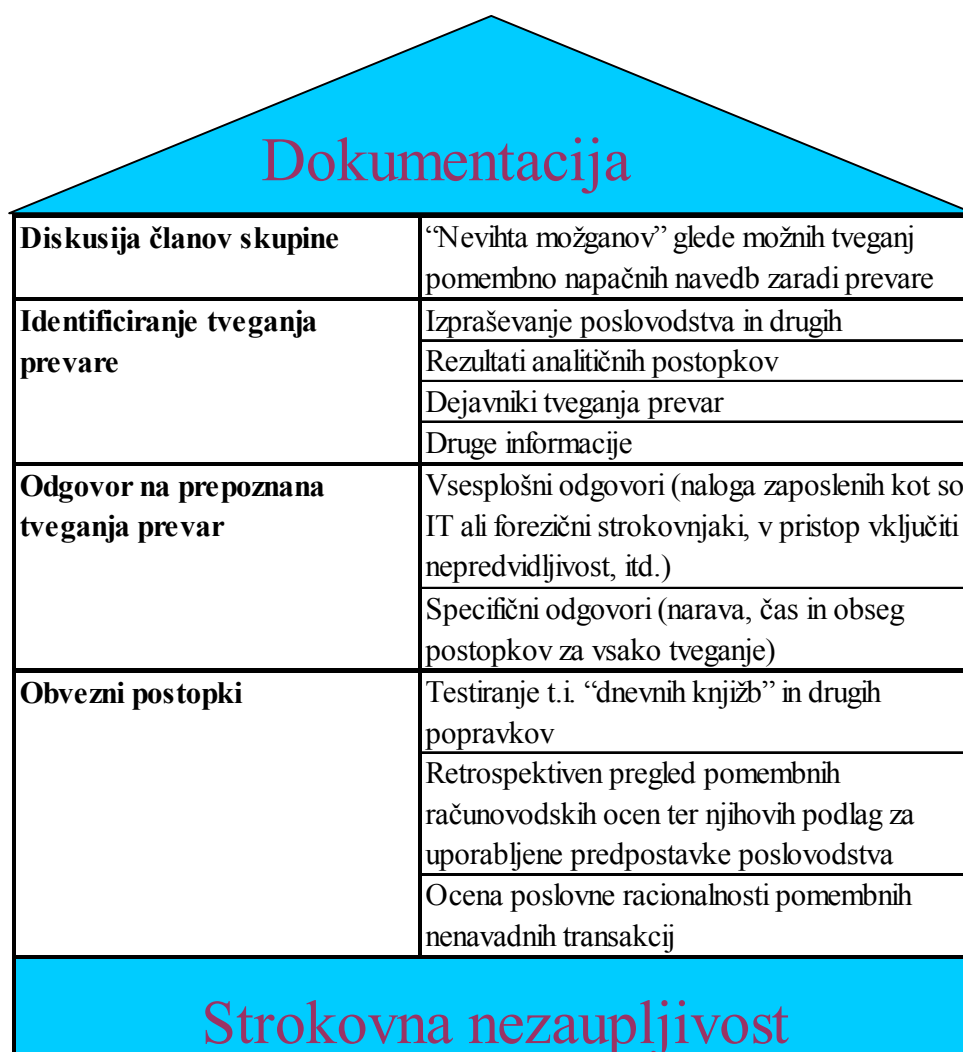 Dokumentacija
Diskusija članov skupine
“Nevihta možganov” glede možnih tveganj
pomembno napačnih navedb zaradi prevare
Identificiranje tveganja
prevare
Izpraševanje poslovodstva in drugih
Rezultati analitičnih postopkov
Dejavniki tveganja prevar
Druge informacije
Odgovor na prepoznana
tveganja prevar
Vsesplošni odgovori (naloga zaposlenih kot so
IT ali forezični strokovnjaki, v pristop vključiti
nepredvidljivost, itd.)
Specifični odgovori (narava, čas in obseg
postopkov za vsako tveganje)
Obvezni postopki
Testiranje t.i. “dnevnih knjižb” in drugih
popravkov
Retrospektiven pregled pomembnih
računovodskih ocen ter njihovih podlag za
uporabljene predpostavke poslovodstva
Ocena poslovne racionalnosti pomembnih
nenavadnih transakcij
Strokovna nezaupljivost